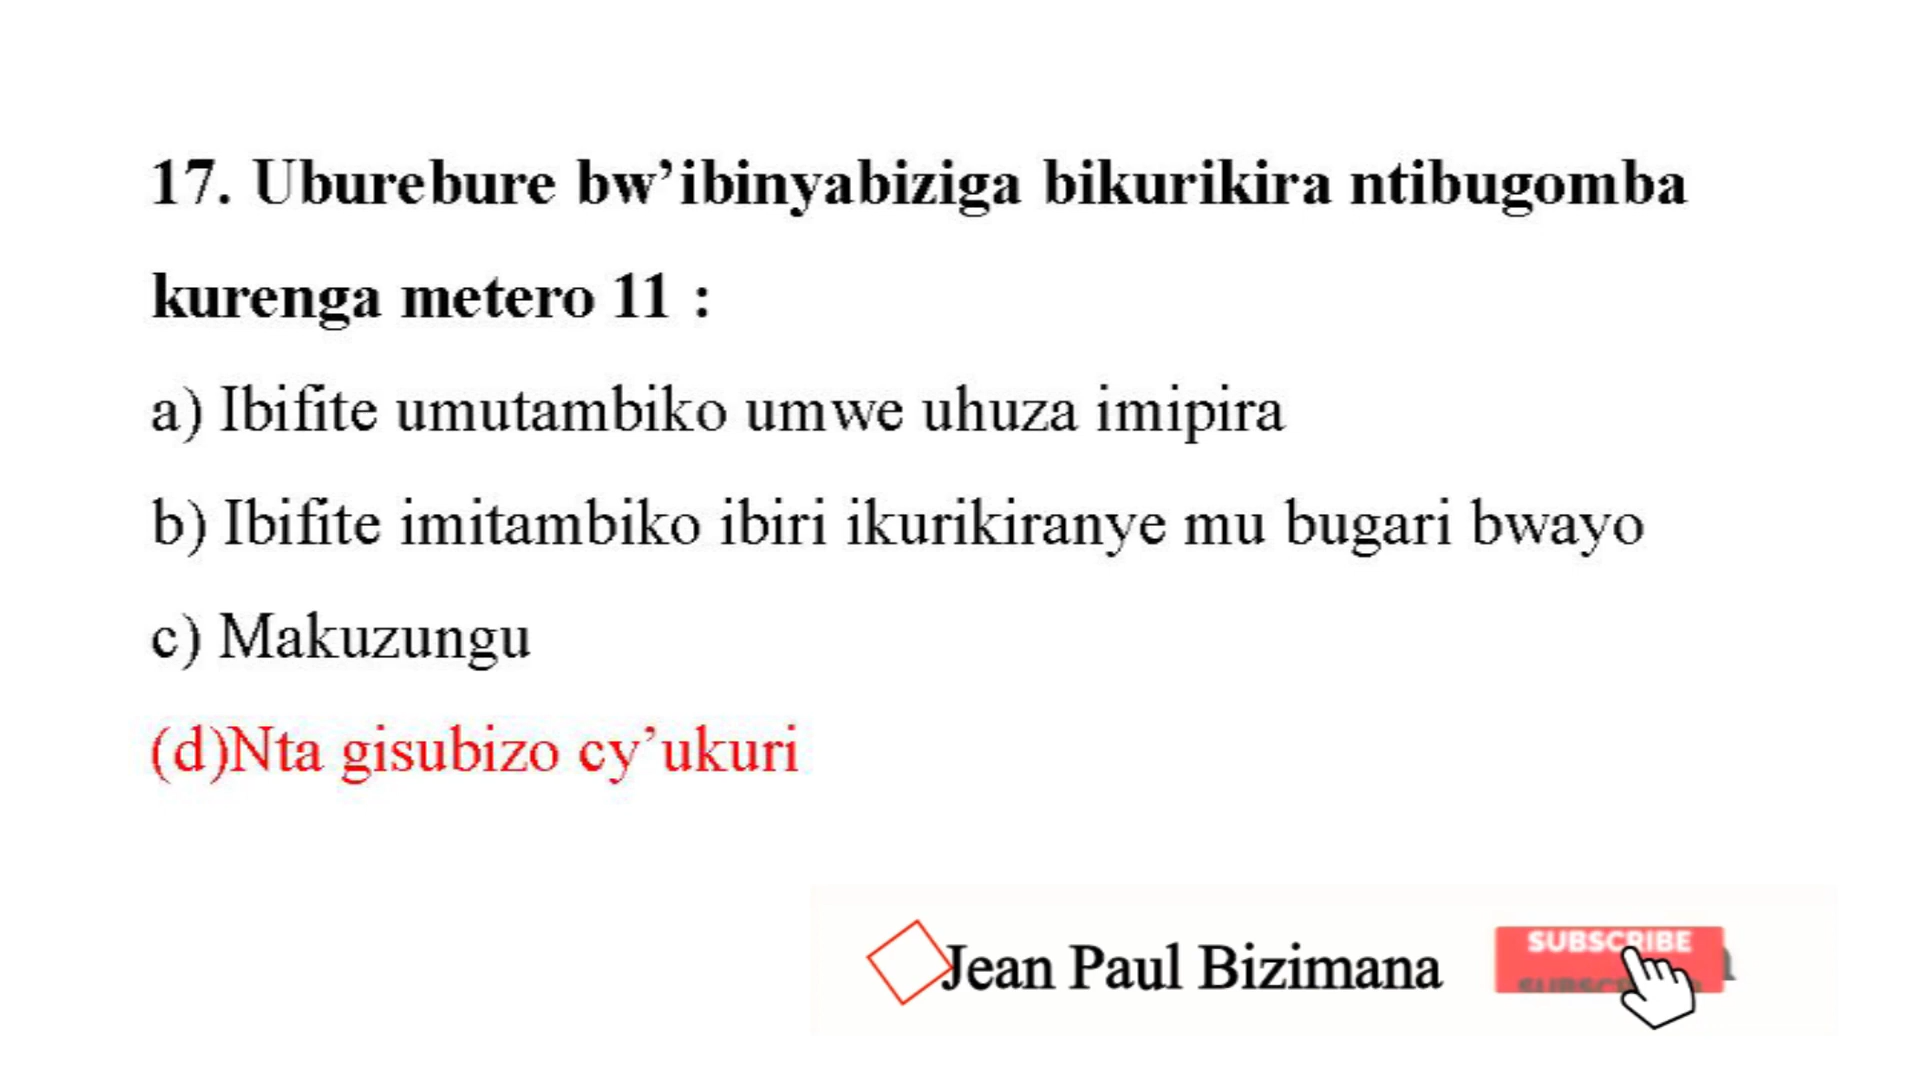 17. Uburebure bw’ibinyabiziga bikurikira ntibugomba
kurenga metero 11 :
a) Ibifite umutambiko umwe uhuza imipira
b) Ibifite imitambiko ibiri ikurikiranye mu bugari bwayo
c) Makuzungu
(d)Nta gisubizo cy’ukuri
Jean Paul Bizimana
SUBSCRIBE